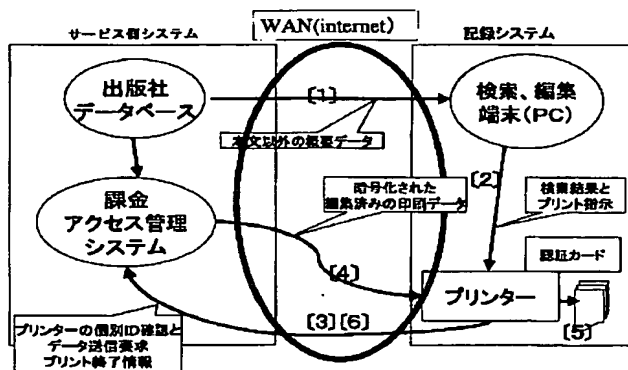 WAN(internet)
サービス側システム
記録システム
出版社
データベース
[1]
検索、編集
端末(PC)
本文以外の概要データ
[2]
課金
アクセス管理
システム
暗号化された
編集済みの印刷データ
検索結果と
プリント指示
[4]
認証カード
プリンター
[3][6]
[5]
プリンターの個別ID確認と
データ送信要求
プリント終了情報